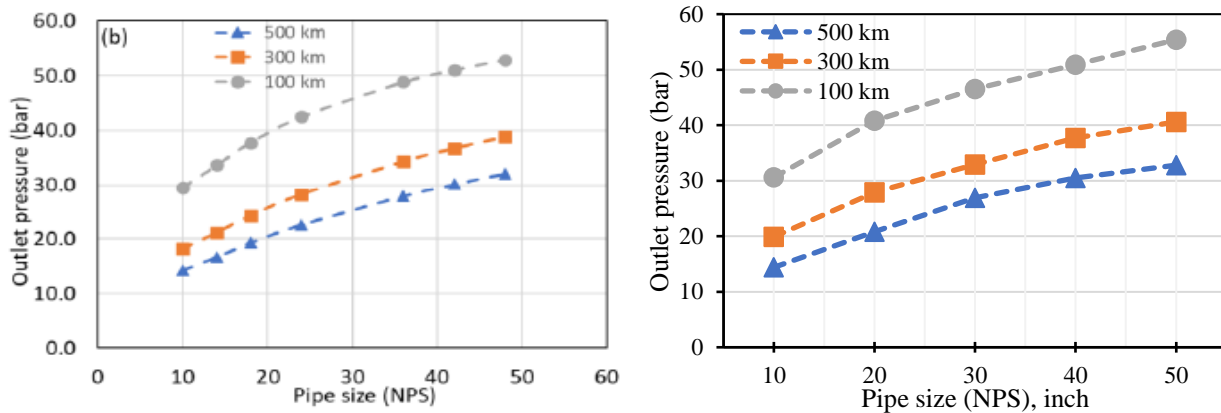 60.0
(b)
500 km
50.0
300 km
100 km
40.0
30.0
20.0
10.0
0.0
Outlet pressure (bar)
0 10 20 30 40 50 60
Pipe size (NPS)
60
500 km
50
300 km
100 km
40
30
20
10
0
Outlet pressure (bar)
10 20 30 40 50
Pipe size (NPS), inch